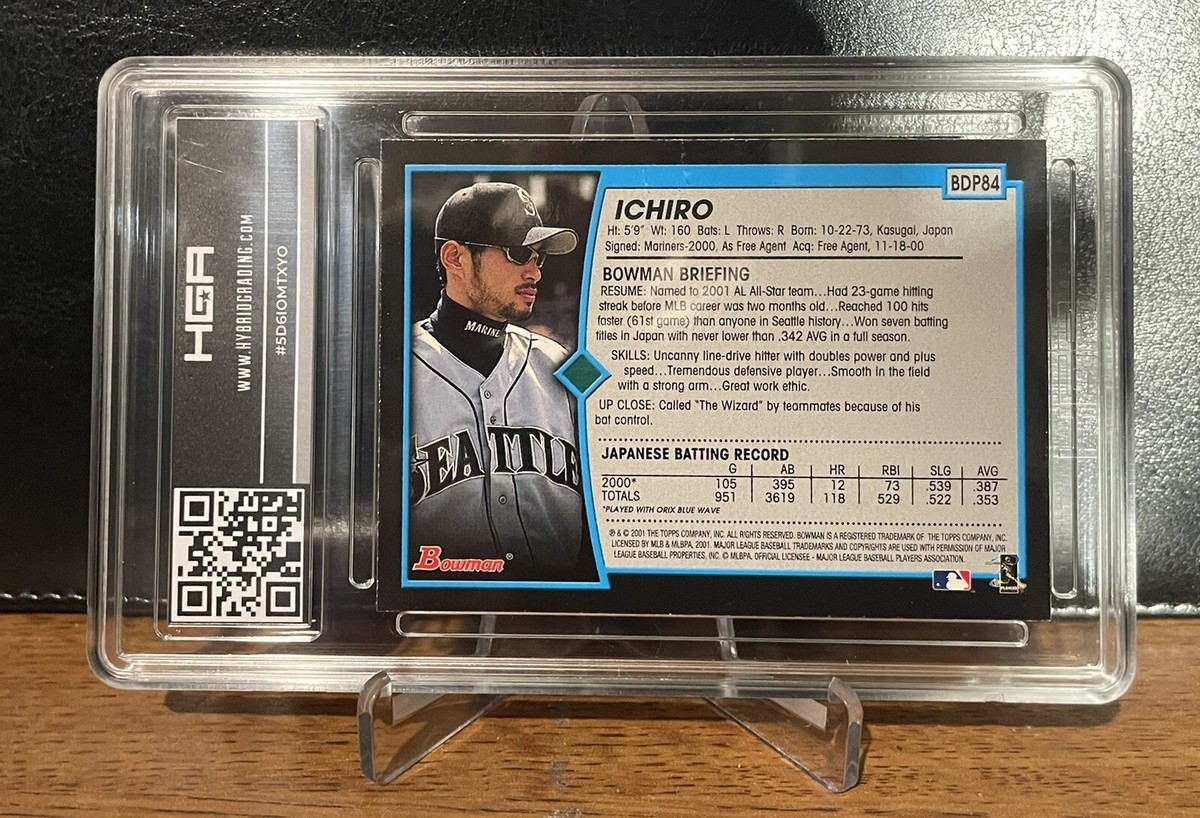 HGA
WWW.HYBRIDGRADING.COM
#5D6IOMTXYO
BDP84
ICHIRO
Ht: 5'9" Wt: 160 Bats: L Throws: R Born: 10-22-73, Kasugai, Japan
Signed: Mariners-2000, As Free Agent Acq: Free Agent, 11-18-00
BOWMAN BRIEFING
RESUME: Named to 2001 AL All-Star team...Had 23-game hitting
streak before MLB career was two months old...Reached 100 hits
faster (61st game) than anyone in Seattle history...Won seven batting
titles in Japan with never lower than .342 AVG in a full season.
SKILLS: Uncanny line-drive hitter with doubles power and plus
speed...Tremendous defensive player...Smooth in the field
with a strong arm...Great work ethic.
UP CLOSE: Called "The Wizard" by teammates because of his
bat control.
JAPANESE BATTING RECORD
G AB HR RBI SLG AVG
2000* 105 395 12 73 .539 .387
TOTALS 951 3619 118 529 .522 .353
*PLAYED WITH ORIX BLUE WAVE
℗ & © 2001 THE TOPPS COMPANY, INC. ALL RIGHTS RESERVED. BOWMAN IS A REGISTERED TRADEMARK OF THE TOPPS COMPANY, INC.
LICENSED BY MLB & MLBPA, 2001. MAJOR LEAGUE BASEBALL TRADEMARKS AND COPYRIGHTS ARE USED WITH PERMISSION OF MAJOR
LEAGUE BASEBALL PROPERTIES, INC. © MLBPA. OFFICIAL LICENSEE - MAJOR LEAGUE BASEBALL PLAYERS ASSOCIATION.
S
MARINE
SEATTLE
Bowman®
PLAYERS